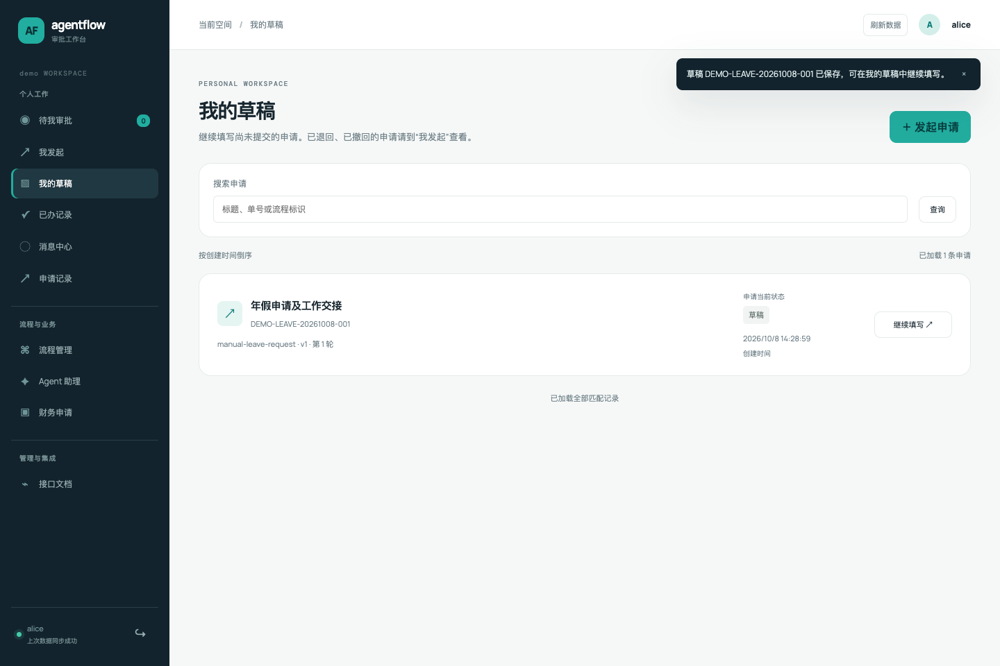 AF
agentflow
审批工作台
demo WORKSPACE
个人工作
待我审批
0
我发起
我的草稿
已办记录
消息中心
申请记录
流程与业务
流程管理
Agent 助理
财务申请
管理与集成
接口文档
alice
上次数据同步成功
当前空间 / 我的草稿
刷新数据
A
alice
草稿 DEMO-LEAVE-20261008-001 已保存，可在我的草稿中继续填写。 ×
PERSONAL WORKSPACE
我的草稿
继续填写尚未提交的申请。已退回、已撤回的申请请到“我发起”查看。
+ 发起申请
搜索申请
标题、单号或流程标识
查询
按创建时间倒序
已加载 1 条申请
年假申请及工作交接
DEMO-LEAVE-20261008-001
manual-leave-request · v1 · 第 1 轮
申请当前状态
草稿
2026/10/8 14:28:59
创建时间
继续填写 ↗
已加载全部匹配记录